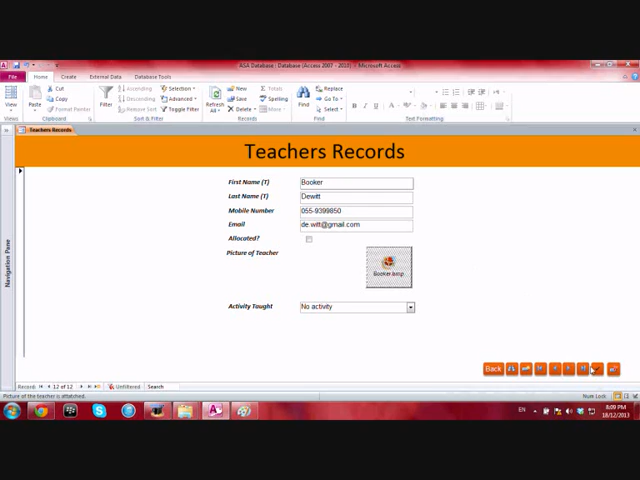 ASA Database : Database (Access 2007 - 2010) - Microsoft Access
File Home Create External Data Database Tools
View Paste Cut Copy Format Painter Filter Ascending Descending Remove Sort Selection Advanced Toggle Filter Refresh All New Save Delete Totals Spelling More Find Replace Go To Select
Views Clipboard Sort & Filter Records Find Text Formatting
Teachers Records
Teachers Records
First Name (T) Booker
Last Name (T) Dewitt
Mobile Number 055-9399850
Email de.witt@gmail.com
Allocated?
Picture of Teacher
Booker.bmp
Activity Taught No activity
Navigation Pane
Back
Record: 12 of 12 Unfiltered Search
Picture of the teacher is attatched.
Num Lock
EN
8:09 PM
18/12/2013